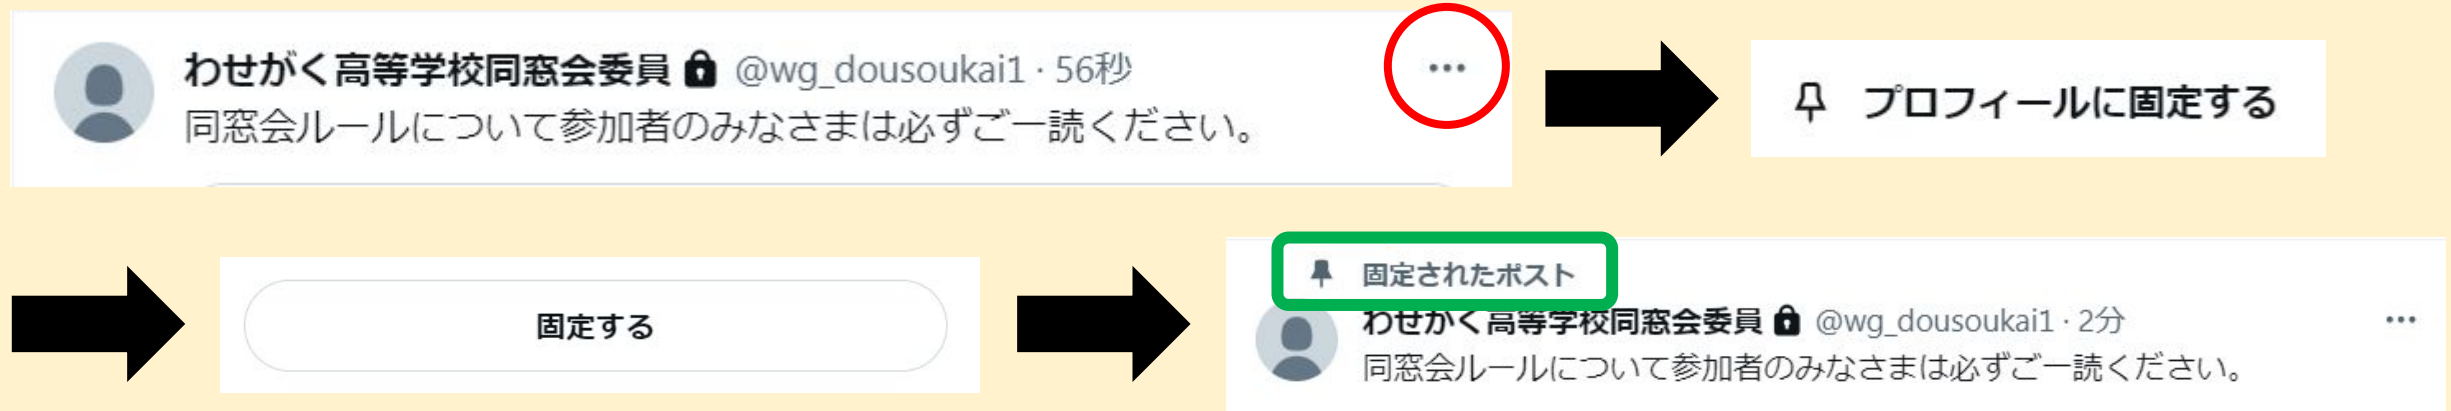 わせがく高等学校同窓会委員 @wg_dousoukai1 · 56秒 ···
同窓会ルールについて参加者のみなさまは必ずご一読ください。
プロフィールに固定する
固定する
固定されたポスト
わせがく高等学校同窓会委員 @wg_dousoukai1 · 2分 ···
同窓会ルールについて参加者のみなさまは必ずご一読ください。